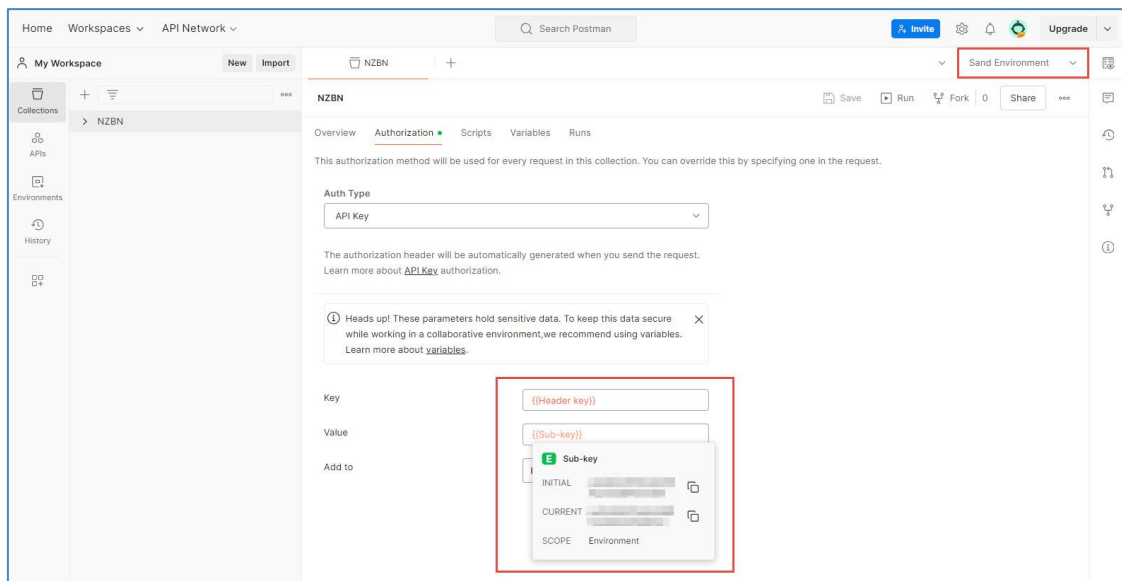 Home Workspaces API Network Search Postman Invite Upgrade
My Workspace New Import NZBN Sand Environment
Collections
APIs
Environments
History
NZBN
NZBN Save Run Fork 0 Share
Overview Authorization Scripts Variables Runs
This authorization method will be used for every request in this collection. You can override this by specifying one in the request.
Auth Type
API Key
The authorization header will be automatically generated when you send the request.
Learn more about API Key authorization.
Heads up! These parameters hold sensitive data. To keep this data secure
while working in a collaborative environment,we recommend using variables.
Learn more about variables.
Key {{Header key}}
Value {{Sub-key}}
Add to
E Sub-key
INITIAL
CURRENT
SCOPE Environment